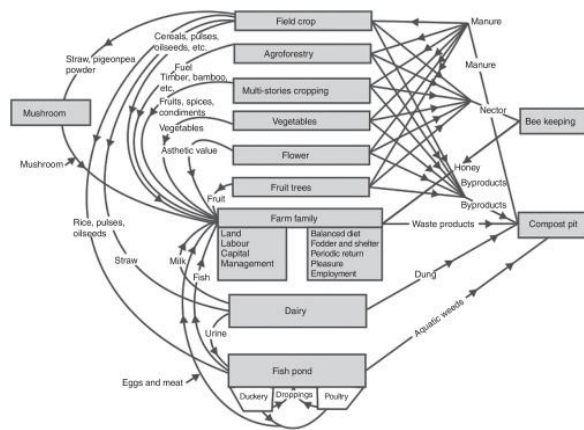 Field crop
Cereals, pulses,
oilseeds, etc.
Manure
Straw, pigeonpea
powder
Agroforestry
Fuel
Timber, bamboo,
etc.
Manure
Multi-stories cropping
Fruits, spices,
condiments
Mushroom
Nector
Vegetables
Vegetables
Bee keeping
Asthetic value
Flower
Mushroom
Honey
Fruit trees
Byproducts
Fruit
Byproducts
Rice, pulses,
oilseeds
Farm family
Waste products
Compost pit
Land
Labour
Capital
Management
Balanced diet
Fodder and shelter
Periodic return
Pleasure
Employment
Straw
Milk
Fish
Dung
Dairy
Aquatic weeds
Urine
Fish pond
Eggs and meat
Duckery
Droppings
Poultry